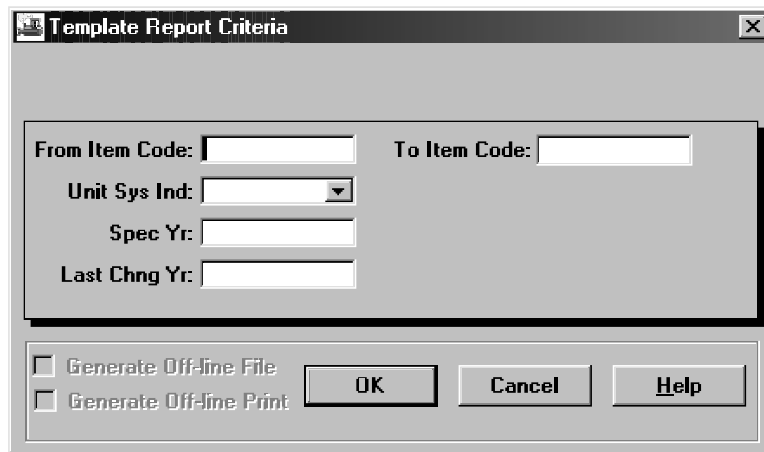 Template Report Criteria
From Item Code: To Item Code:
Unit Sys Ind:
Spec Yr:
Last Chng Yr:
Generate Off-line File
Generate Off-line Print
OK Cancel Help